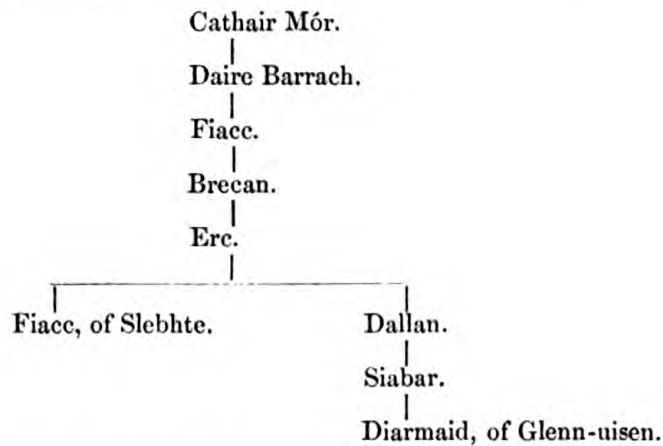 Cathair Mór.
Daire Barrach.
Fiacc.
Brecan.
Erc.
Fiacc, of Slebhte. Dallan.
Siabar.
Diarmaid, of Glenn-uisen.